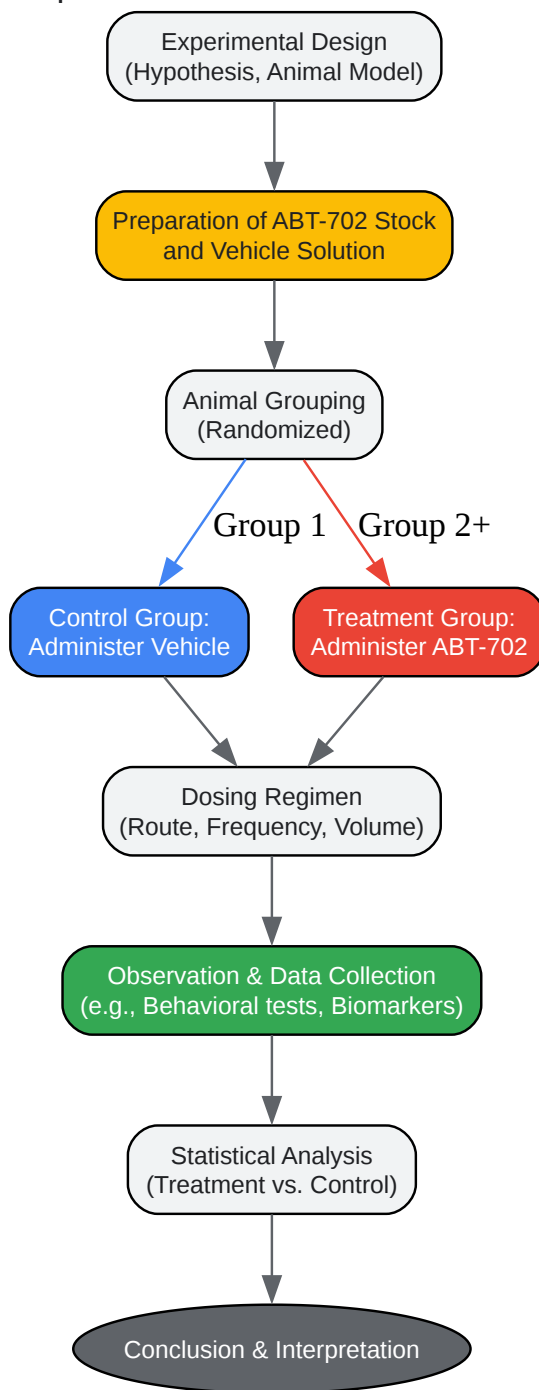 Experimental Design
(Hypothesis, Animal Model)
Preparation of ABT-702 Stock
and Vehicle Solution
Animal Grouping
(Randomized)
Group 1
Group 2+
Control Group:
Administer Vehicle
Treatment Group:
Administer ABT-702
Dosing Regimen
(Route, Frequency, Volume)
Observation & Data Collection
(e.g., Behavioral tests, Biomarkers)
Statistical Analysis
(Treatment vs. Control)
Conclusion & Interpretation